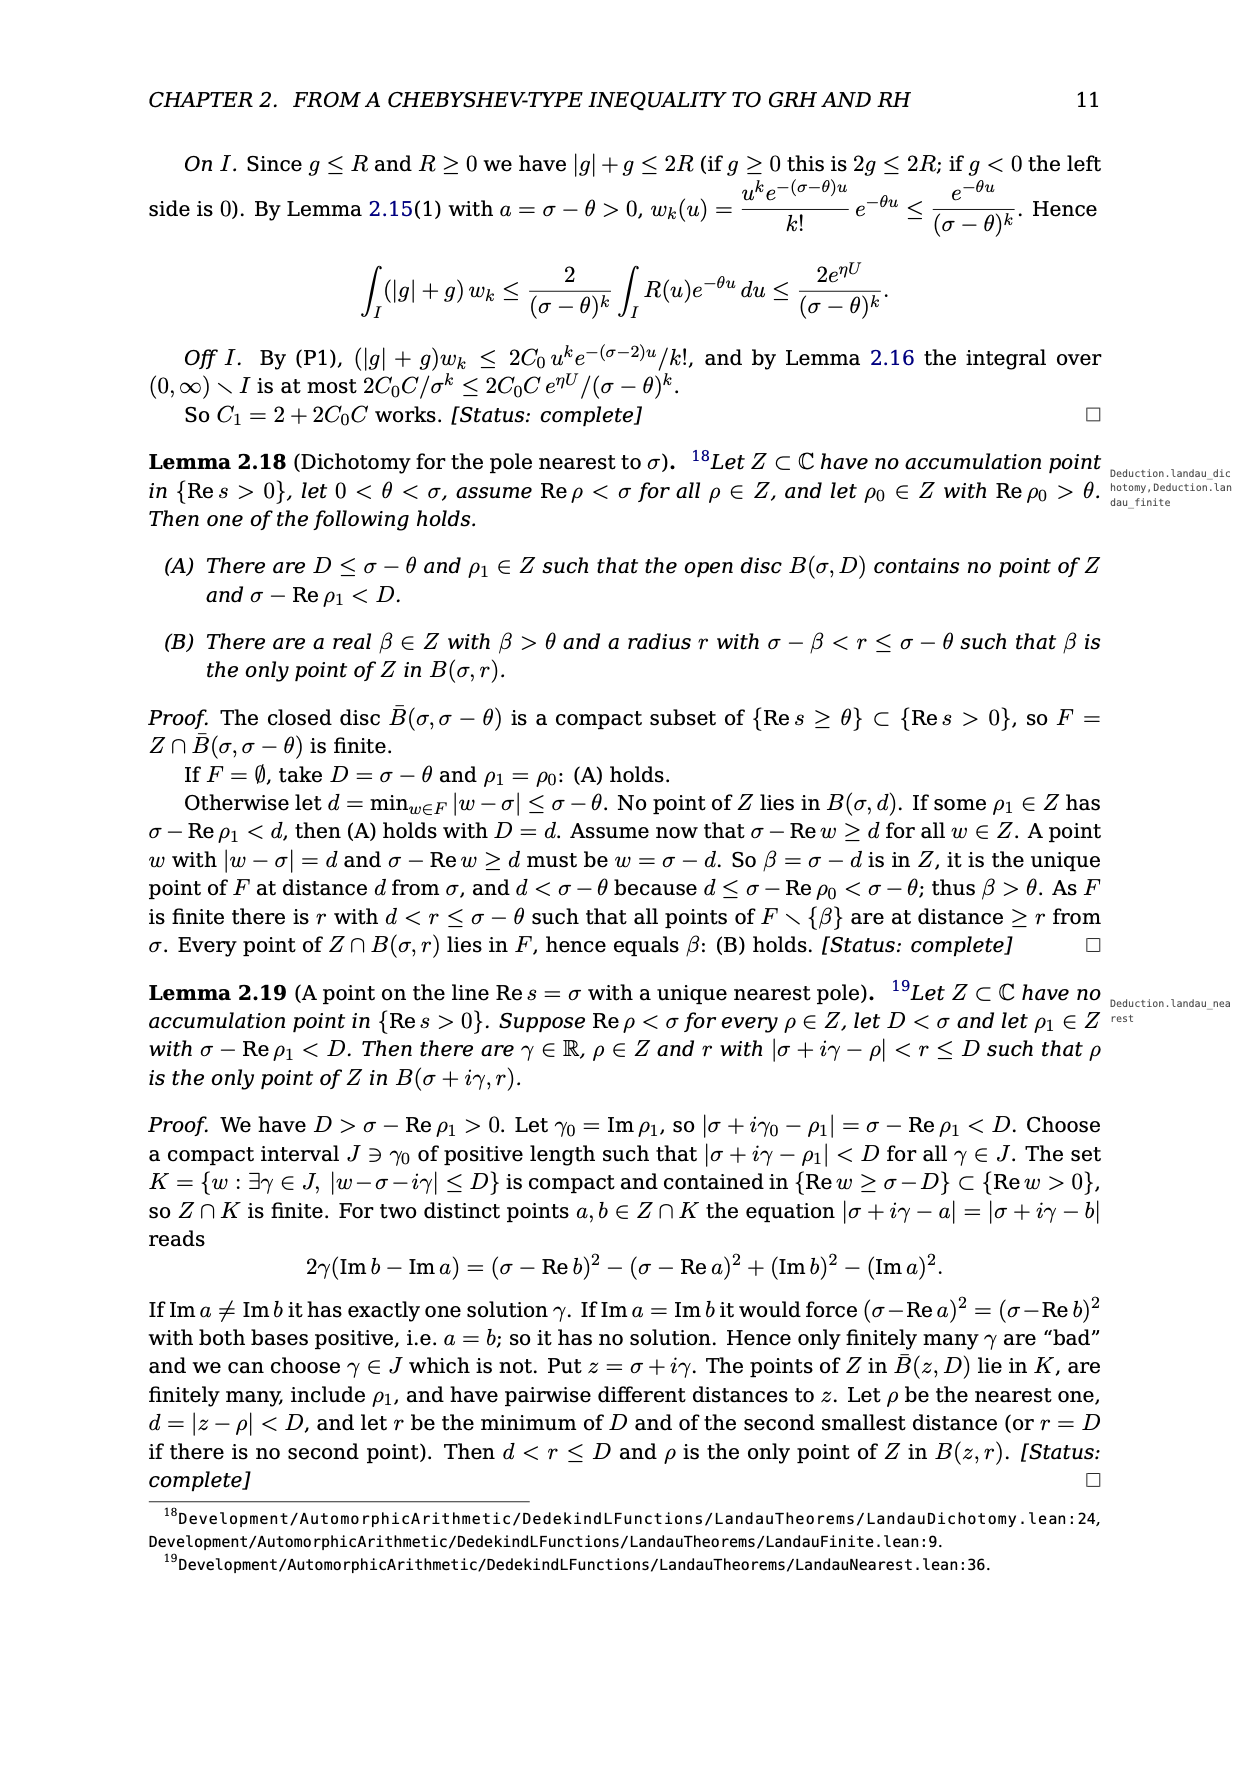 CHAPTER 2. FROM A CHEBYSHEV-TYPE INEQUALITY TO GRH AND RH 11
On I. Since g ≤ R and R ≥ 0 we have |g| + g ≤ 2R (if g ≥ 0 this is 2g ≤ 2R; if g < 0 the left
side is 0). By Lemma 2.15(1) with a = σ − θ > 0, w_k(u) = \frac{u^k e^{−(σ−θ)u}}{k!} e^{−θu} ≤ \frac{e^{−θu}}{(σ − θ)^k}. Hence
∫_I (|g| + g) w_k ≤ \frac{2}{(σ − θ)^k} ∫_I R(u)e^{−θu} du ≤ \frac{2e^{ηU}}{(σ − θ)^k}.
Off I. By (P1), (|g| + g)w_k ≤ 2C_0 u^k e^{−(σ−2)u}/k!, and by Lemma 2.16 the integral over
(0, ∞) ∖ I is at most 2C_0C/σ^k ≤ 2C_0C e^{ηU}/(σ − θ)^k.
So C_1 = 2 + 2C_0C works. [Status: complete] □
Lemma 2.18 (Dichotomy for the pole nearest to σ). ^18Let Z ⊂ ℂ have no accumulation point
in {Re s > 0}, let 0 < θ < σ, assume Re ρ < σ for all ρ ∈ Z, and let ρ_0 ∈ Z with Re ρ_0 > θ.
Then one of the following holds.
Deduction.landau_dic
hotomy,Deduction.lan
dau_finite
(A) There are D ≤ σ − θ and ρ_1 ∈ Z such that the open disc B(σ, D) contains no point of Z
and σ − Re ρ_1 < D.
(B) There are a real β ∈ Z with β > θ and a radius r with σ − β < r ≤ σ − θ such that β is
the only point of Z in B(σ, r).
Proof. The closed disc B̄(σ, σ − θ) is a compact subset of {Re s ≥ θ} ⊂ {Re s > 0}, so F =
Z ∩ B̄(σ, σ − θ) is finite.
If F = ∅, take D = σ − θ and ρ_1 = ρ_0: (A) holds.
Otherwise let d = min_{w∈F} |w − σ| ≤ σ − θ. No point of Z lies in B(σ, d). If some ρ_1 ∈ Z has
σ − Re ρ_1 < d, then (A) holds with D = d. Assume now that σ − Re w ≥ d for all w ∈ Z. A point
w with |w − σ| = d and σ − Re w ≥ d must be w = σ − d. So β = σ − d is in Z, it is the unique
point of F at distance d from σ, and d < σ − θ because d ≤ σ − Re ρ_0 < σ − θ; thus β > θ. As F
is finite there is r with d < r ≤ σ − θ such that all points of F ∖ {β} are at distance ≥ r from
σ. Every point of Z ∩ B(σ, r) lies in F, hence equals β: (B) holds. [Status: complete] □
Lemma 2.19 (A point on the line Re s = σ with a unique nearest pole). ^19Let Z ⊂ ℂ have no
accumulation point in {Re s > 0}. Suppose Re ρ < σ for every ρ ∈ Z, let D < σ and let ρ_1 ∈ Z
with σ − Re ρ_1 < D. Then there are γ ∈ ℝ, ρ ∈ Z and r with |σ + iγ − ρ| < r ≤ D such that ρ
is the only point of Z in B(σ + iγ, r).
Deduction.landau_nea
rest
Proof. We have D > σ − Re ρ_1 > 0. Let γ_0 = Im ρ_1, so |σ + iγ_0 − ρ_1| = σ − Re ρ_1 < D. Choose
a compact interval J ∋ γ_0 of positive length such that |σ + iγ − ρ_1| < D for all γ ∈ J. The set
K = {w : ∃γ ∈ J, |w − σ − iγ| ≤ D} is compact and contained in {Re w ≥ σ − D} ⊂ {Re w > 0},
so Z ∩ K is finite. For two distinct points a, b ∈ Z ∩ K the equation |σ + iγ − a| = |σ + iγ − b|
reads
2γ(Im b − Im a) = (σ − Re b)^2 − (σ − Re a)^2 + (Im b)^2 − (Im a)^2.
If Im a ≠ Im b it has exactly one solution γ. If Im a = Im b it would force (σ − Re a)^2 = (σ − Re b)^2
with both bases positive, i.e. a = b; so it has no solution. Hence only finitely many γ are “bad”
and we can choose γ ∈ J which is not. Put z = σ + iγ. The points of Z in B̄(z, D) lie in K, are
finitely many, include ρ_1, and have pairwise different distances to z. Let ρ be the nearest one,
d = |z − ρ| < D, and let r be the minimum of D and of the second smallest distance (or r = D
if there is no second point). Then d < r ≤ D and ρ is the only point of Z in B(z, r). [Status:
complete] □
^18Development/AutomorphicArithmetic/DedekindLFunctions/LandauTheorems/LandauDichotomy.lean:24,
Development/AutomorphicArithmetic/DedekindLFunctions/LandauTheorems/LandauFinite.lean:9.
^19Development/AutomorphicArithmetic/DedekindLFunctions/LandauTheorems/LandauNearest.lean:36.